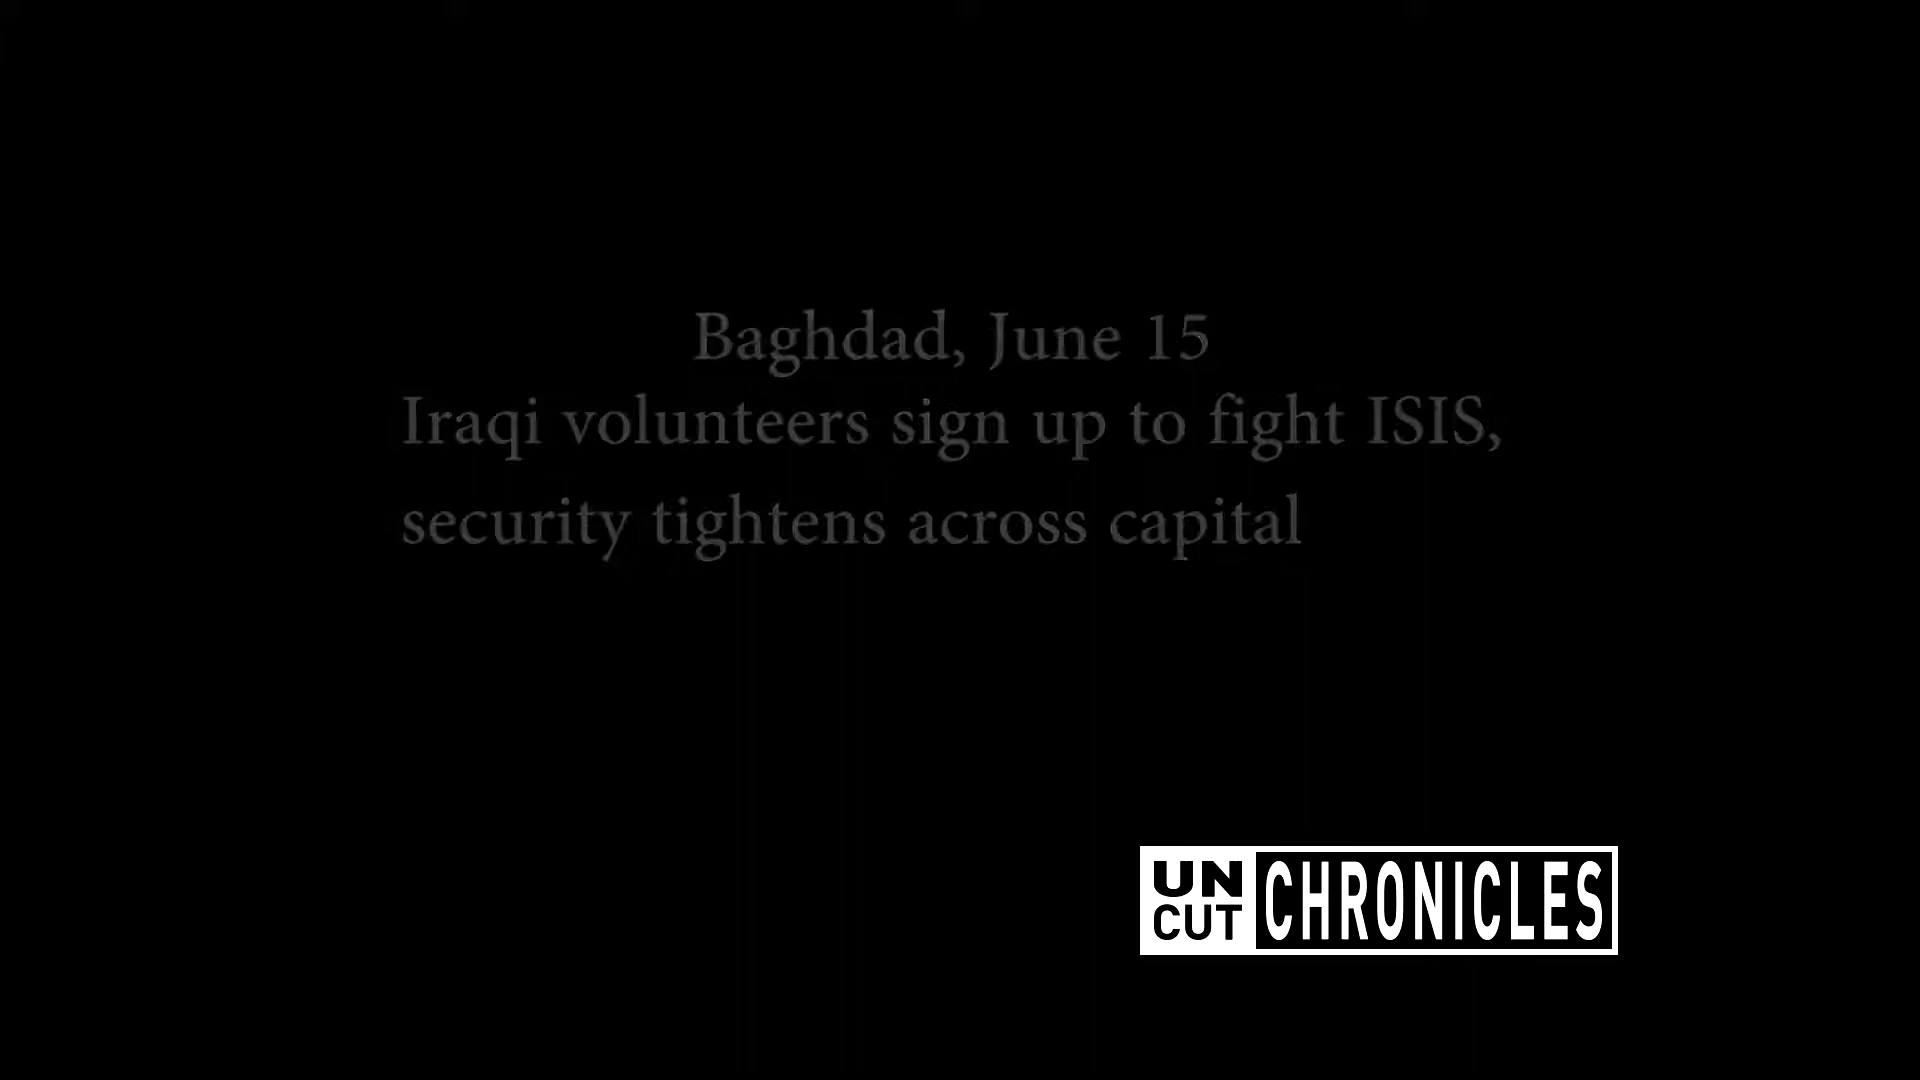 Baghdad, June 15
Iraqi volunteers sign up to fight ISIS,
security tightens across capital
UN
CUT
CHRONICLES